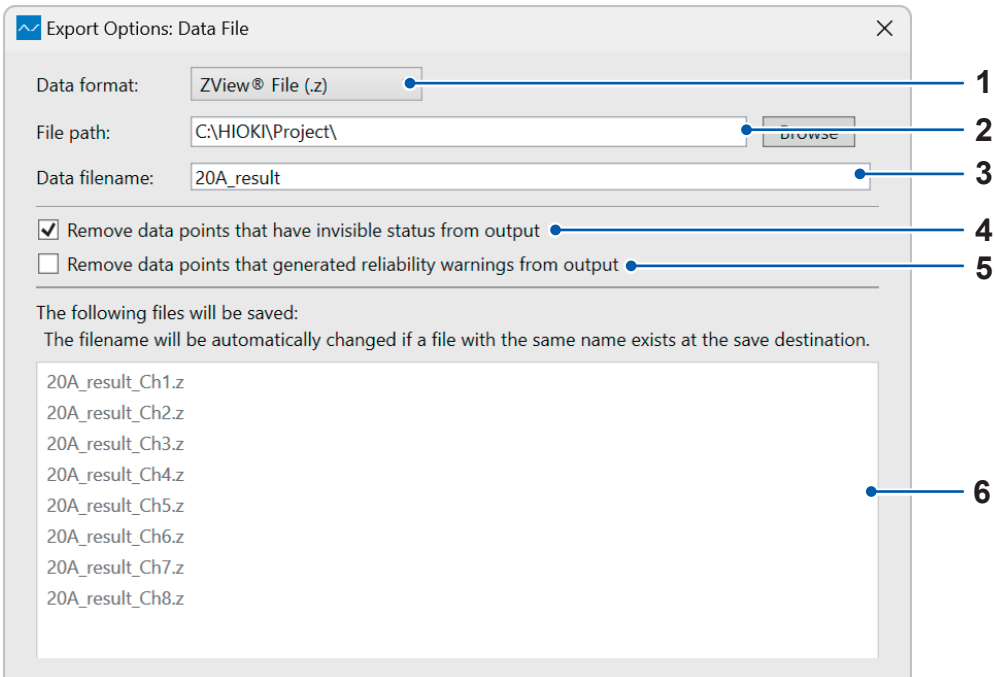 Export Options: Data File
Data format: ZView® File (.z) 1
File path: C:\HIOKI\Project\ Browse 2
Data filename: 20A_result 3
Remove data points that have invisible status from output 4
Remove data points that generated reliability warnings from output 5
The following files will be saved:
The filename will be automatically changed if a file with the same name exists at the save destination.
20A_result_Ch1.z
20A_result_Ch2.z
20A_result_Ch3.z
20A_result_Ch4.z
20A_result_Ch5.z
6
20A_result_Ch6.z
20A_result_Ch7.z
20A_result_Ch8.z